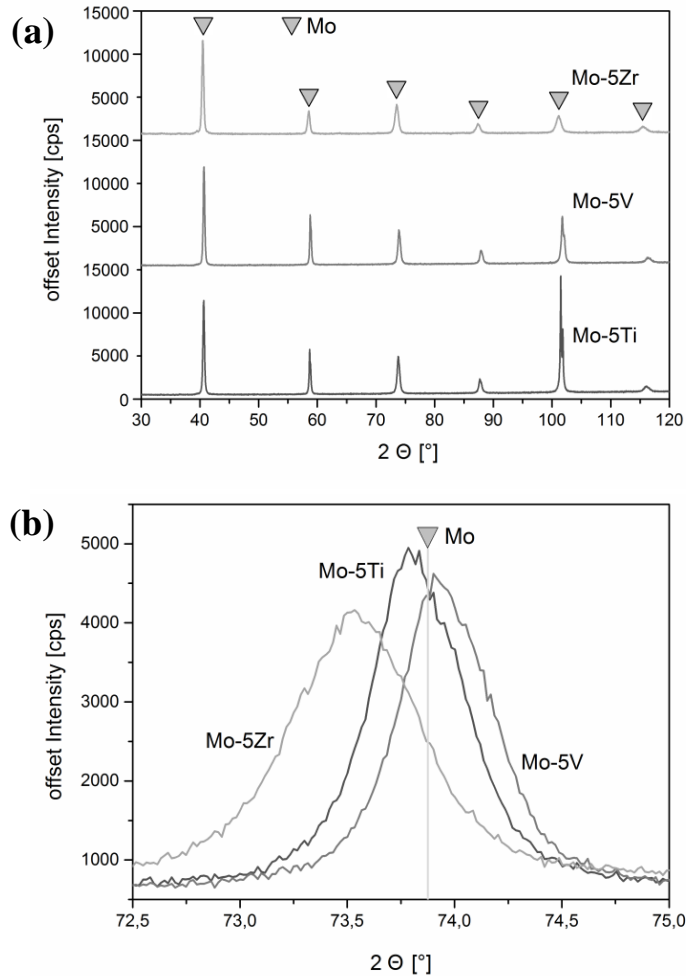 (a)
15000
Mo
10000
Mo-5Zr
5000
15000
10000
Mo-5V
5000
15000
10000
Mo-5Ti
5000
0
offset Intensity [cps]
30 40 50 60 70 80 90 100 110 120
2 Θ [°]
(b)
5000
Mo
Mo-5Ti
4000
3000
Mo-5Zr
Mo-5V
2000
1000
offset Intensity [cps]
72,5 73,0 73,5 74,0 74,5 75,0
2 Θ [°]